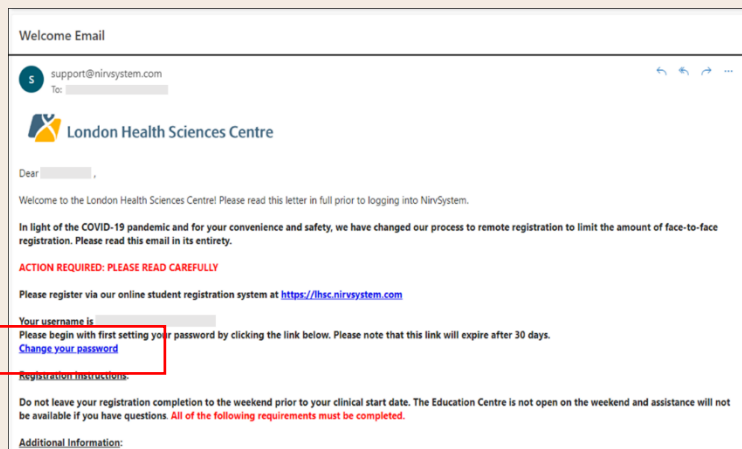 Welcome Email
S
support@nirvsystem.com
To:
London Health Sciences Centre
Dear ,
Welcome to the London Health Sciences Centre! Please read this letter in full prior to logging into NirvSystem.
In light of the COVID-19 pandemic and for your convenience and safety, we have changed our process to remote registration to limit the amount of face-to-face
registration. Please read this email in its entirety.
ACTION REQUIRED: PLEASE READ CAREFULLY
Please register via our online student registration system at https://lhsc.nirvsystem.com
Your username is
Please begin with first setting your password by clicking the link below. Please note that this link will expire after 30 days.
Change your password
Registration Instructions:
Do not leave your registration completion to the weekend prior to your clinical start date. The Education Centre is not open on the weekend and assistance will not
be available if you have questions. All of the following requirements must be completed.
Additional Information: